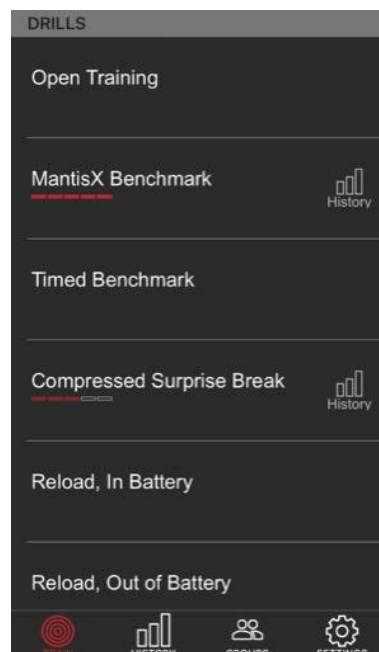 DRILLS
Open Training
MantisX Benchmark
History
Timed Benchmark
Compressed Surprise Break
History
Reload, In Battery
Reload, Out of Battery